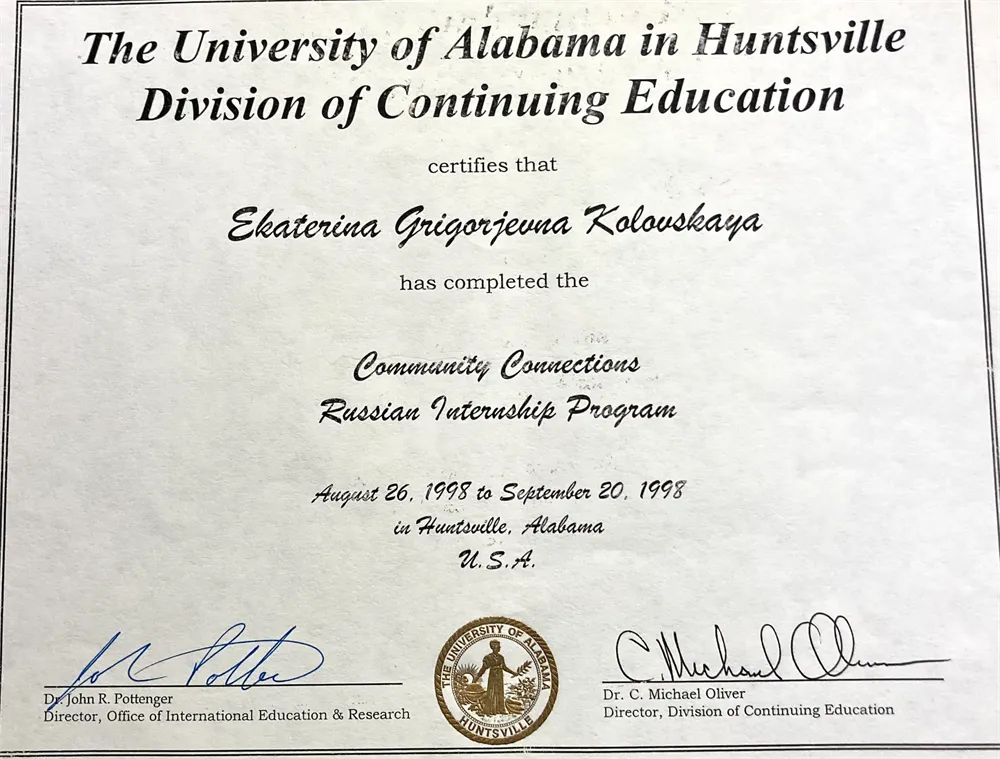 The University of Alabama in Huntsville
Division of Continuing Education
certifies that
Ekaterina Grigorjevna Kolovskaya
has completed the
Community Connections
Russian Internship Program
August 26, 1998 to September 20, 1998
in Huntsville, Alabama
U.S.A.
THE UNIVERSITY OF ALABAMA
HUNTSVILLE
Dr. John R. Pottenger
Director, Office of International Education & Research
C. Michael Oliver
Dr. C. Michael Oliver
Director, Division of Continuing Education